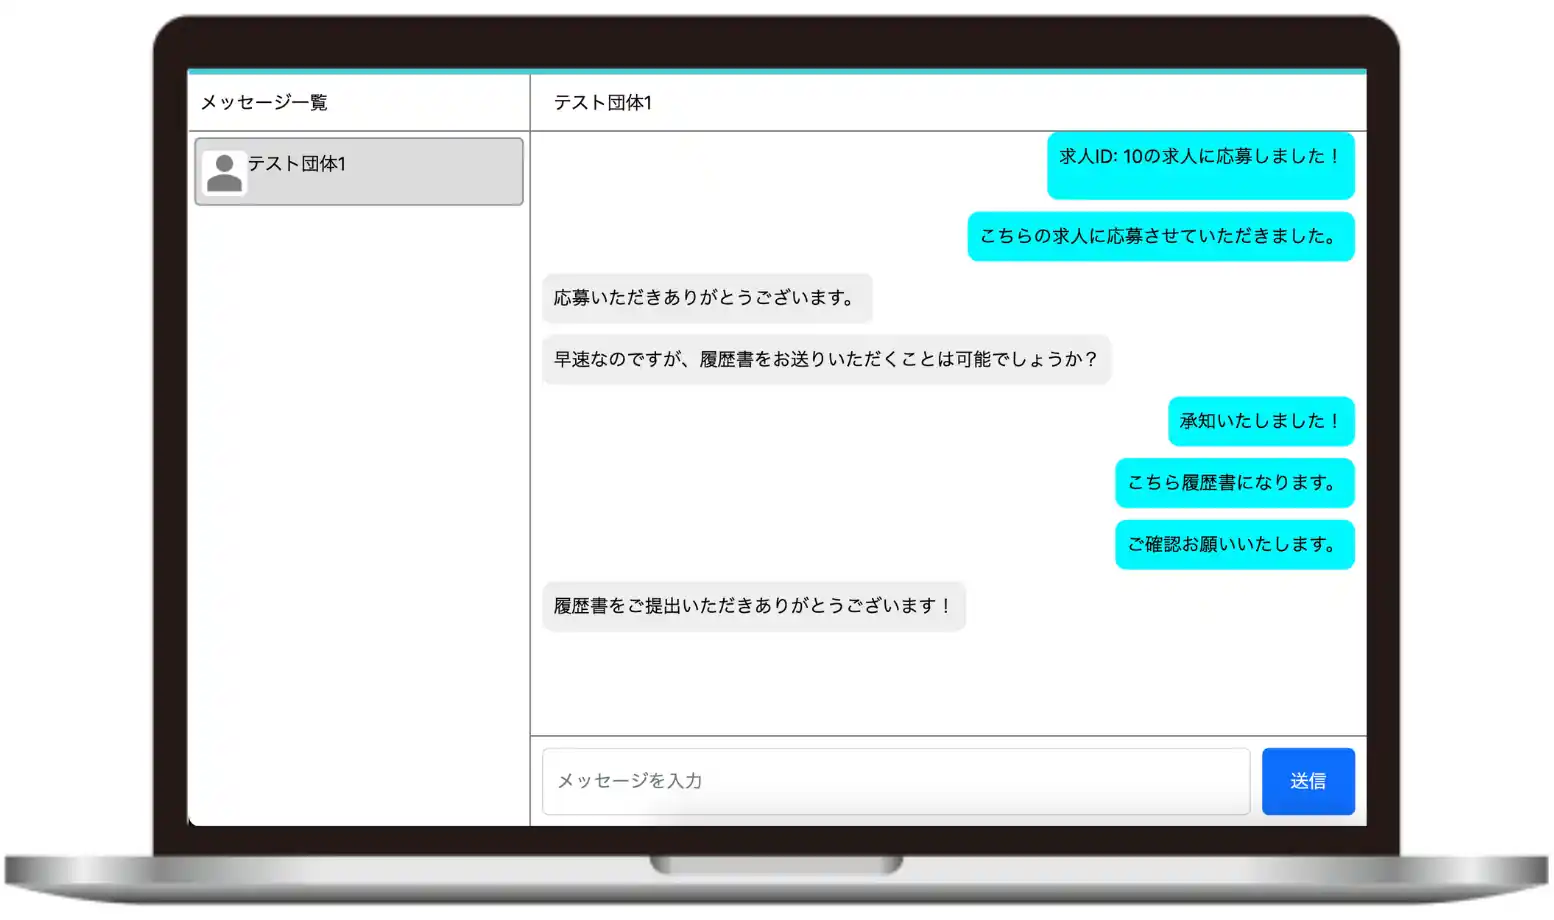 メッセージ一覧
テスト団体1
テスト団体1
求人ID: 10の求人に応募しました！
こちらの求人に応募させていただきました。
応募いただきありがとうございます。
早速なのですが、履歴書をお送りいただくことは可能でしょうか？
承知いたしました！
こちら履歴書になります。
ご確認お願いいたします。
履歴書をご提出いただきありがとうございます！
メッセージを入力
送信